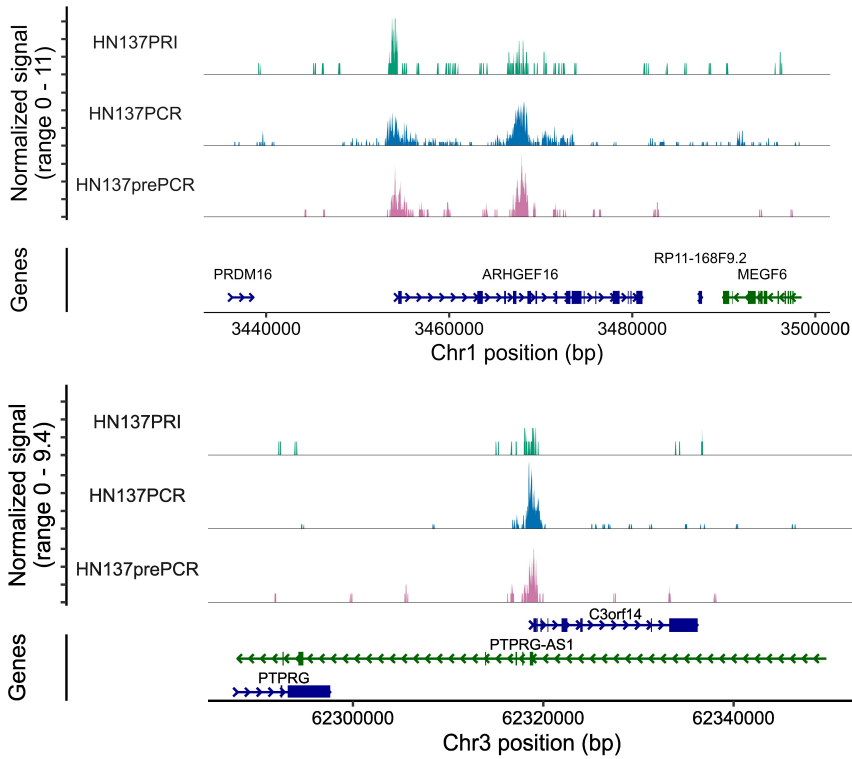 Normalized signal
(range 0 - 11)
HN137PRI
HN137PCR
HN137prePCR
Genes
RP11-168F9.2
PRDM16 ARHGEF16 MEGF6
3440000 3460000 3480000 3500000
Chr1 position (bp)
Normalized signal
(range 0 - 9.4)
HN137PRI
HN137PCR
HN137prePCR
Genes
C3orf14
PTPRG-AS1
PTPRG
62300000 62320000 62340000
Chr3 position (bp)